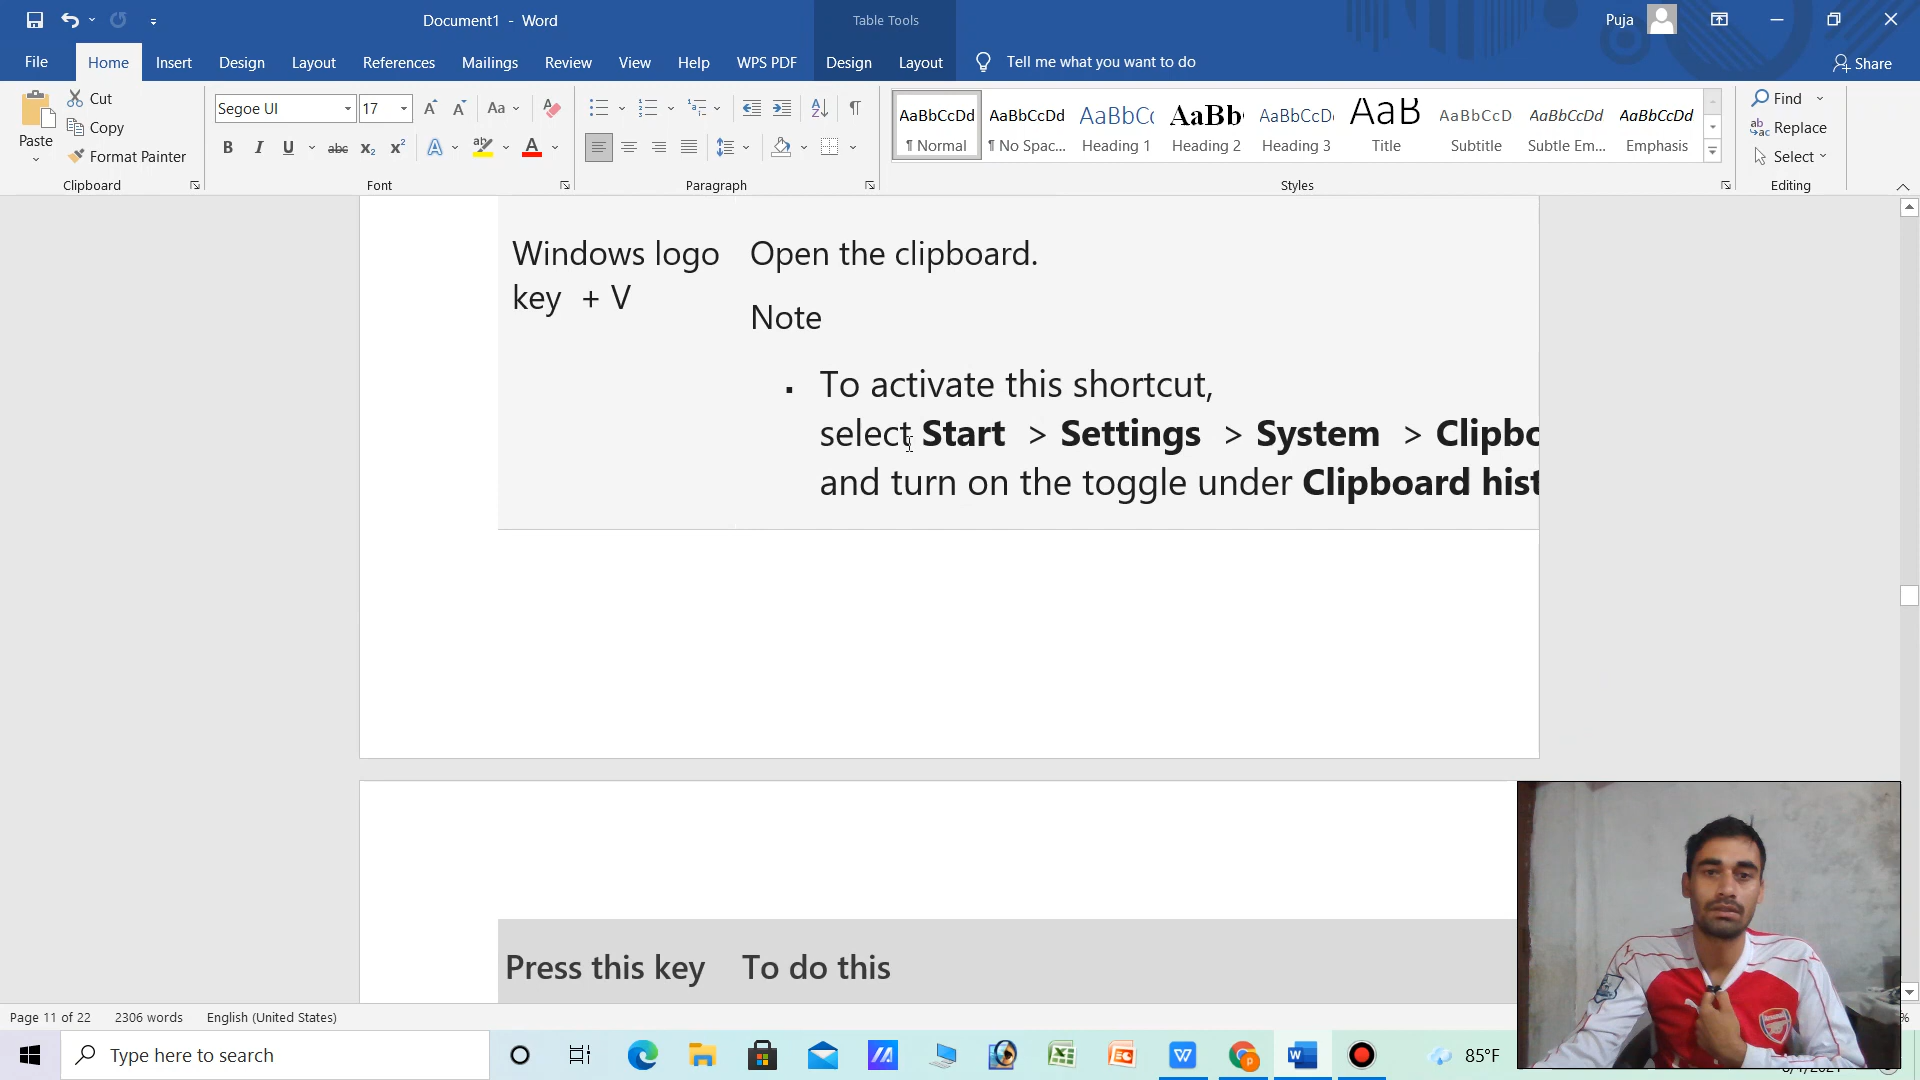 Document1 - Word
Table Tools
Puja
File
Home
Insert
Design
Layout
References
Mailings
Review
View
Help
WPS PDF
Design
Layout
Tell me what you want to do
Share
Paste
Cut
Copy
Format Painter
Clipboard
Segoe UI
17
Font
Paragraph
AaBbCcDd
¶ Normal
AaBbCcDd
¶ No Spac...
AaBbCc
Heading 1
AaBb
Heading 2
AaBbCcD
Heading 3
AaB
Title
AaBbCcD
Subtitle
AaBbCcDd
Subtle Em...
AaBbCcDd
Emphasis
Styles
Find
Replace
Select
Editing
Windows logo
key + V
Open the clipboard.
Note
▪ To activate this shortcut,
select Start > Settings > System > Clipbo
and turn on the toggle under Clipboard hist
Press this key
To do this
Page 11 of 22
2306 words
English (United States)
Type here to search
85°F